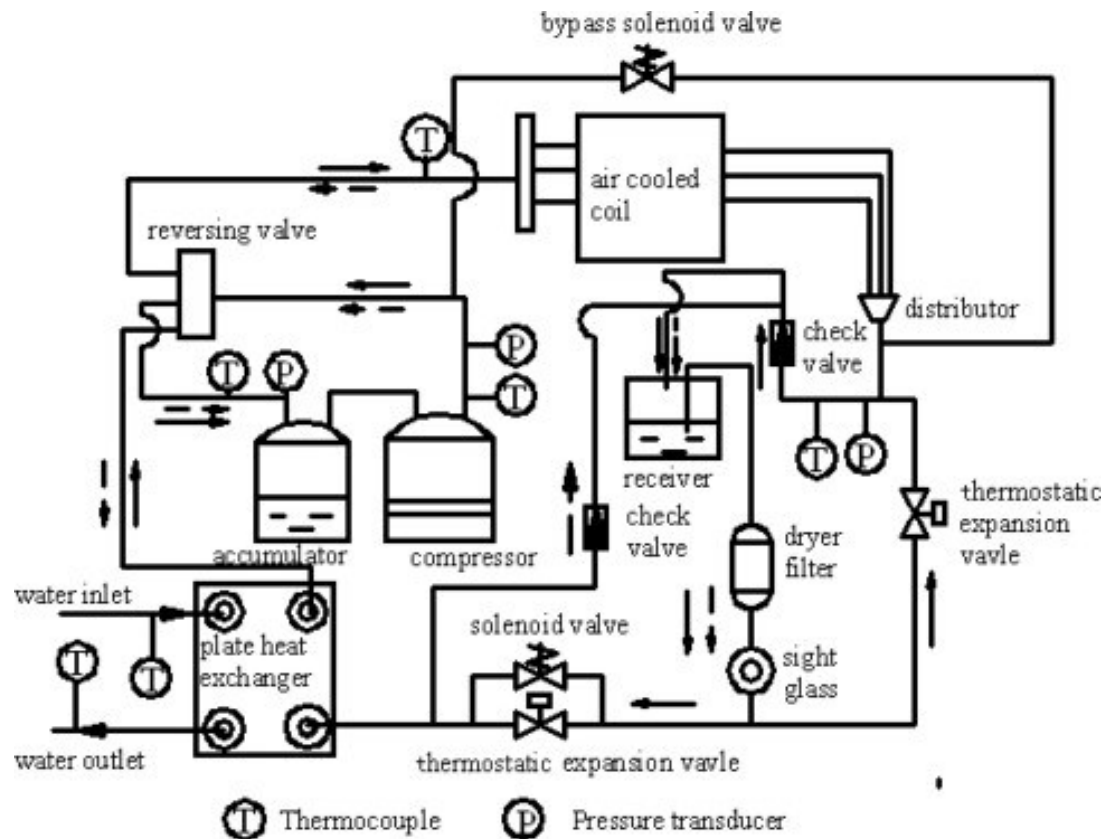 bypass solenoid valve
T
air cooled
coil
reversing valve
distributor
check
valve
P
T
P
T
T
P
receiver
thermostatic
expansion
vavle
check
valve
dryer
filter
accumulator
compressor
water inlet
solenoid valve
plate heat
exchanger
T
T
sight
glass
water outlet
thermostatic expansion vavle
T Thermocouple
P Pressure transducer